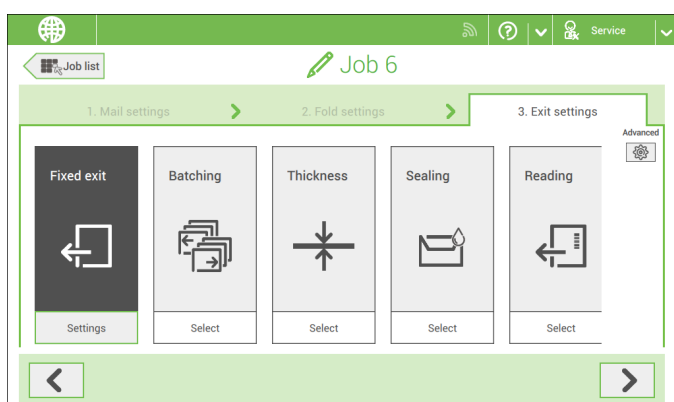 Service
Job list
Job 6
1. Mail settings
2. Fold settings
3. Exit settings
Advanced
Fixed exit
Batching
Thickness
Sealing
Reading
Settings
Select
Select
Select
Select